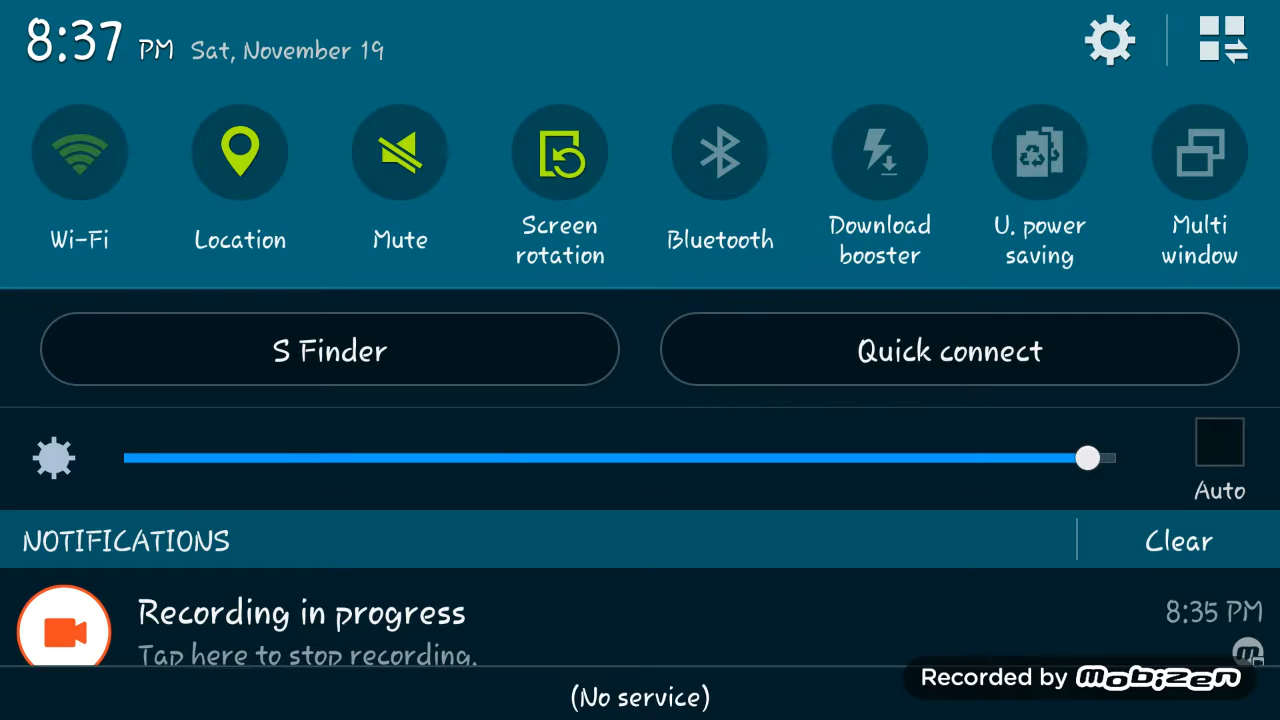 8:37 PM Sat, November 19
Wi-Fi
Location
Mute
Screen
rotation
Bluetooth
Download
booster
U. power
saving
Multi
window
S Finder
Quick connect
Auto
NOTIFICATIONS
Clear
Recording in progress
8:35 PM
Tap here to stop recording.
Recorded by mobizen
(No service)